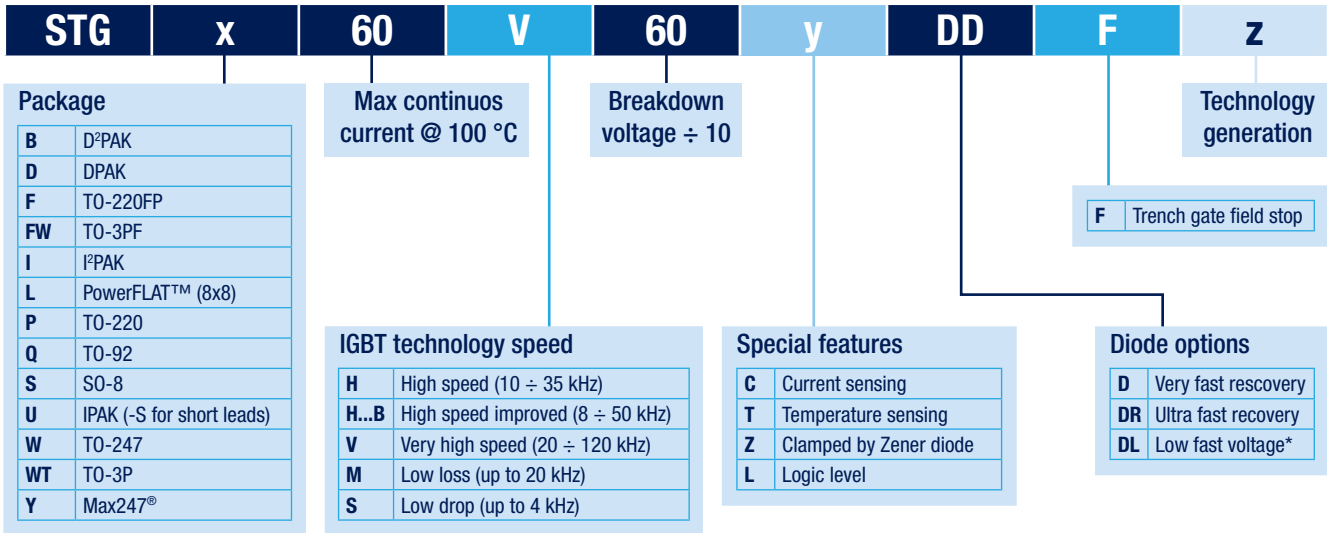 STG x 60 V 60 y DD F z
Package
B D²PAK
D DPAK
F TO-220FP
FW TO-3PF
I I²PAK
L PowerFLAT™ (8x8)
P TO-220
Q TO-92
S SO-8
U IPAK (-S for short leads)
W TO-247
WT TO-3P
Y Max247®
Max continuos
current @ 100 °C
Breakdown
voltage ÷ 10
Technology
generation
F Trench gate field stop
IGBT technology speed
H High speed (10 ÷ 35 kHz)
H...B High speed improved (8 ÷ 50 kHz)
V Very high speed (20 ÷ 120 kHz)
M Low loss (up to 20 kHz)
S Low drop (up to 4 kHz)
Special features
C Current sensing
T Temperature sensing
Z Clamped by Zener diode
L Logic level
Diode options
D Very fast rescovery
DR Ultra fast recovery
DL Low fast voltage*